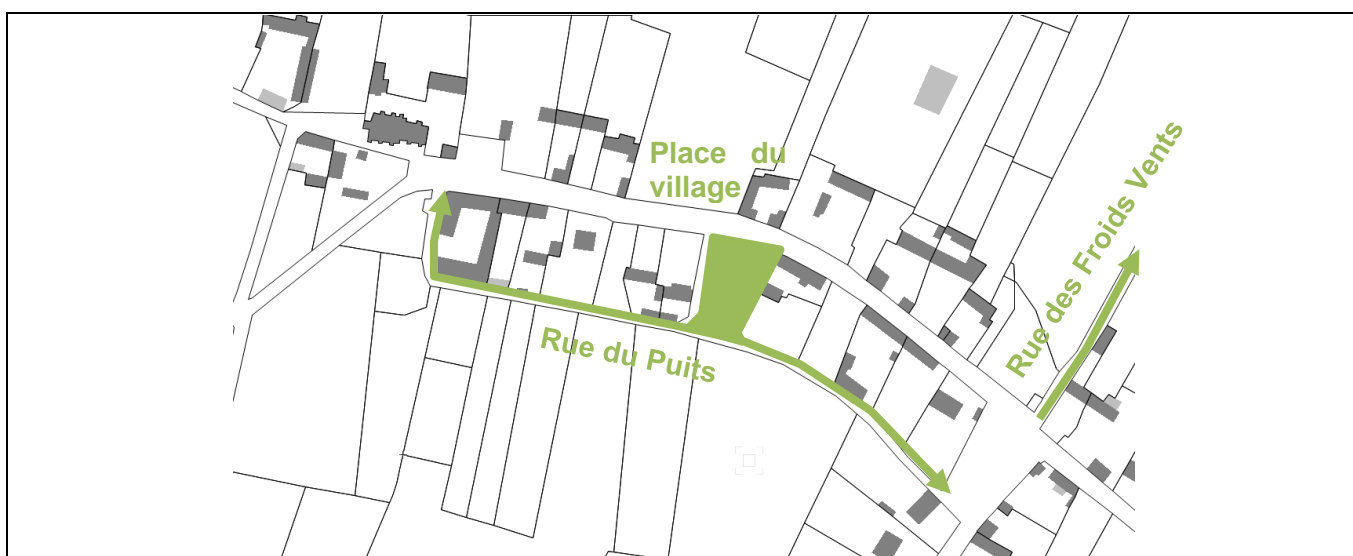 Place du
village
Rue des Froids Vents
Rue du Puits